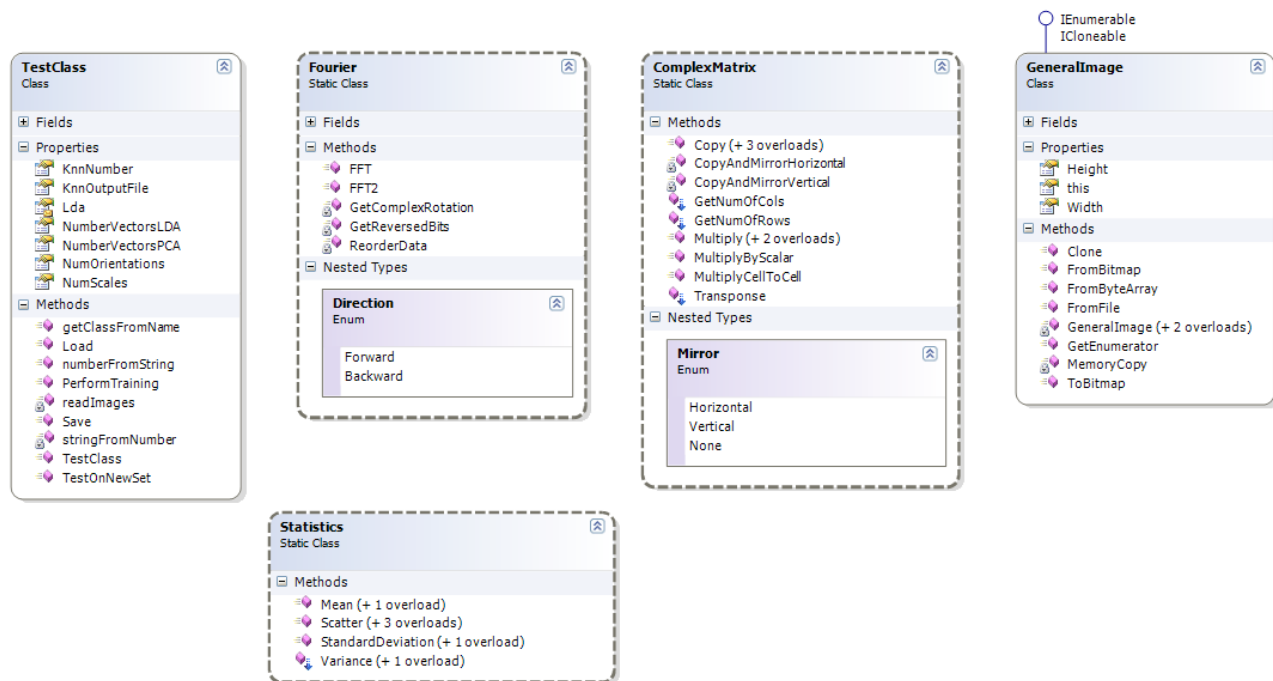 IEnumerable
ICloneable
TestClass
Class
Fields
Properties
KnnNumber
KnnOutputFile
Lda
NumberVectorsLDA
NumberVectorsPCA
NumOrientations
NumScales
Methods
getClassFromName
Load
numberFromString
PerformTraining
readImages
Save
stringFromNumber
TestClass
TestOnNewSet
Fourier
Static Class
Fields
Methods
FFT
FFT2
GetComplexRotation
GetReversedBits
ReorderData
Nested Types
Direction
Enum
Forward
Backward
ComplexMatrix
Static Class
Methods
Copy (+ 3 overloads)
CopyAndMirrorHorizontal
CopyAndMirrorVertical
GetNumOfCols
GetNumOfRows
Multiply (+ 2 overloads)
MultiplyByScalar
MultiplyCellToCell
Transponse
Nested Types
Mirror
Enum
Horizontal
Vertical
None
GeneralImage
Class
Fields
Properties
Height
this
Width
Methods
Clone
FromBitmap
FromByteArray
FromFile
GeneralImage (+ 2 overloads)
GetEnumerator
MemoryCopy
ToBitmap
Statistics
Static Class
Methods
Mean (+ 1 overload)
Scatter (+ 3 overloads)
StandardDeviation (+ 1 overload)
Variance (+ 1 overload)